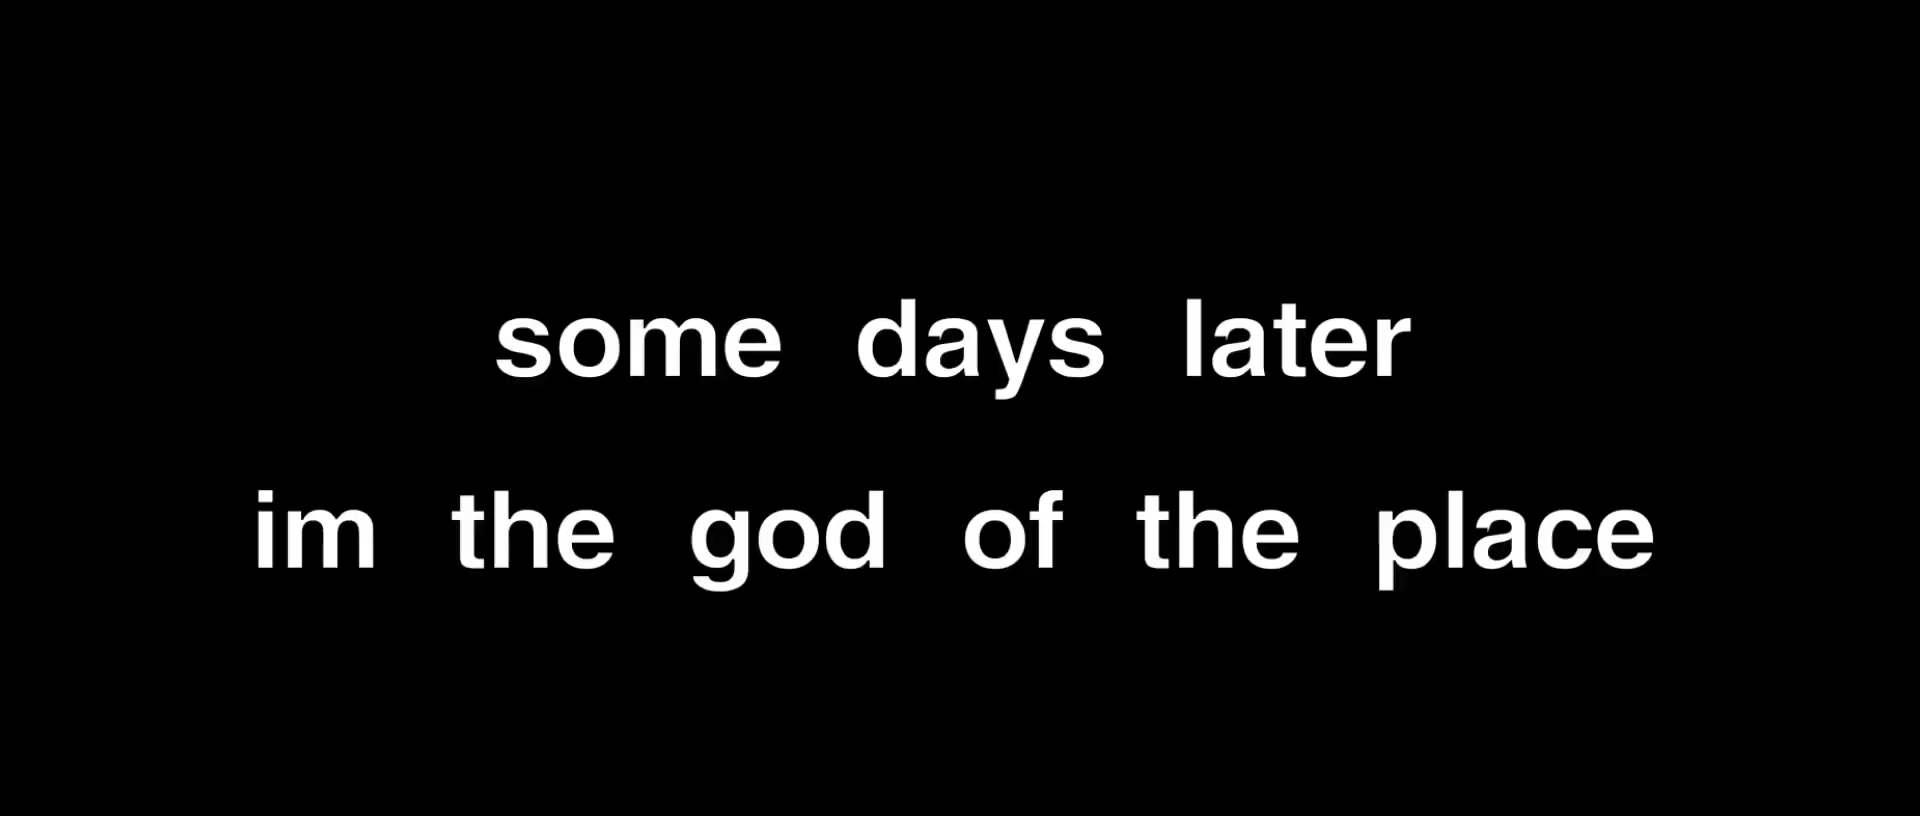 some days later
im the god of the place